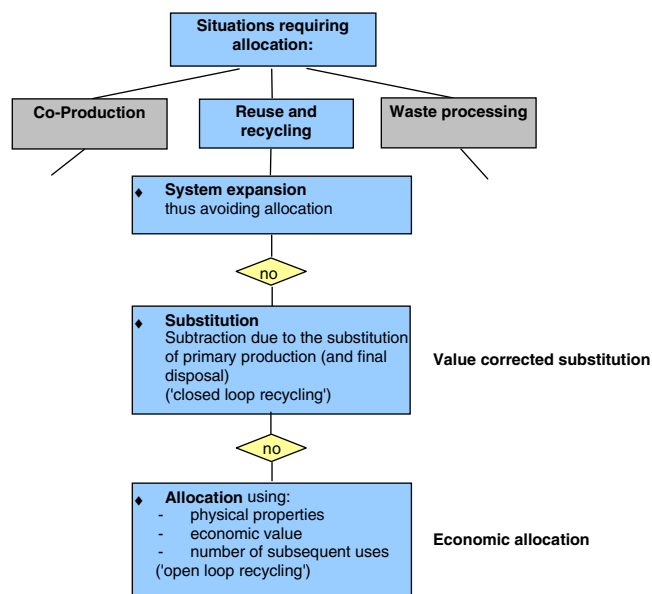 Situations requiring
allocation:
Co-Production
Reuse and
recycling
Waste processing
♦ System expansion
thus avoiding allocation
no
♦ Substitution
Subtraction due to the substitution
of primary production (and final
disposal)
('closed loop recycling')
Value corrected substitution
no
♦ Allocation using:
- physical properties
- economic value
- number of subsequent uses
('open loop recycling')
Economic allocation